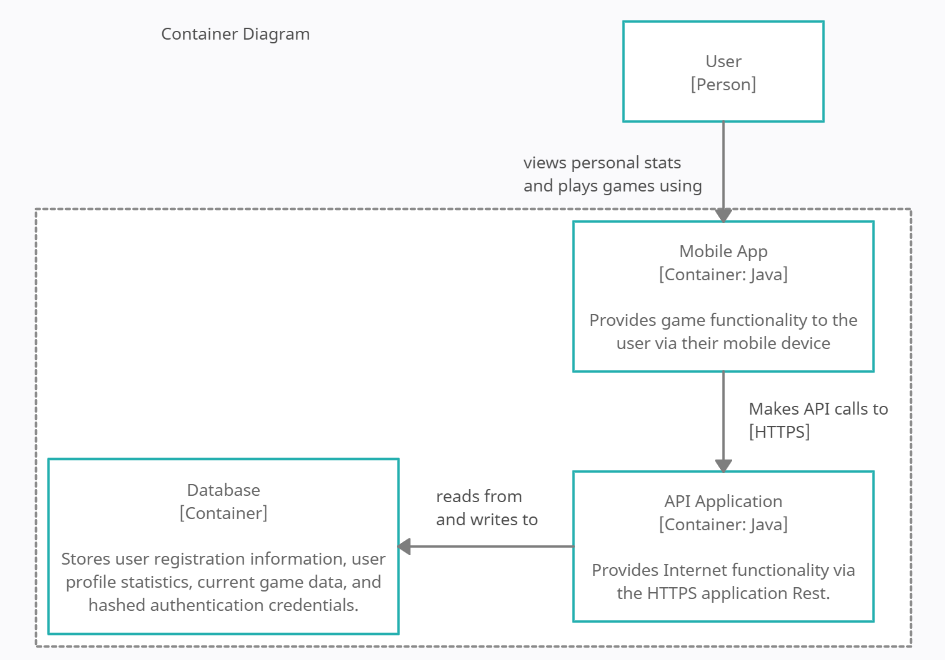 Container Diagram
User
[Person]
views personal stats
and plays games using
Mobile App
[Container: Java]
Provides game functionality to the
user via their mobile device
Makes API calls to
[HTTPS]
API Application
[Container: Java]
Provides Internet functionality via
the HTTPS application Rest.
reads from
and writes to
Database
[Container]
Stores user registration information, user
profile statistics, current game data, and
hashed authentication credentials.